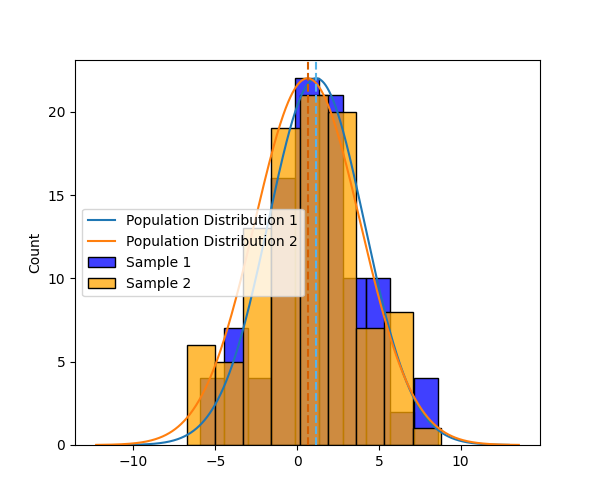 20
15
10
5
0
Count
Population Distribution 1
Population Distribution 2
Sample 1
Sample 2
−10
−5
0
5
10